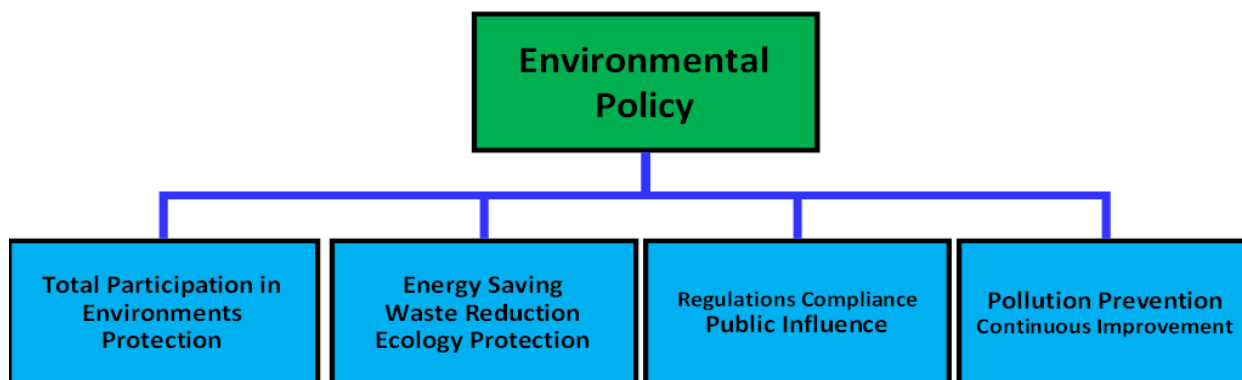 Environmental
Policy
Total Participation in
Environments
Protection
Energy Saving
Waste Reduction
Ecology Protection
Regulations Compliance
Public Influence
Pollution Prevention
Continuous Improvement